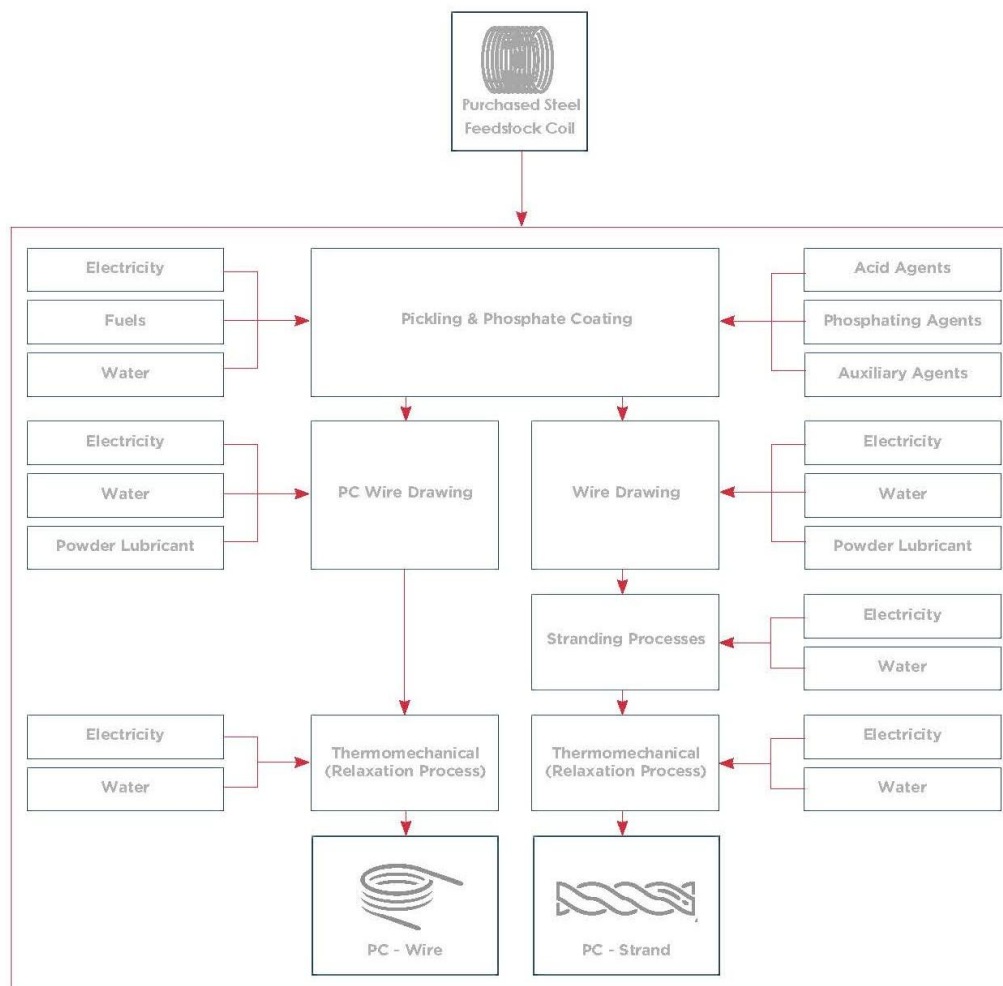 Purchased Steel
Feedstock Coil
Electricity
Fuels
Water
Pickling & Phosphate Coating
Acid Agents
Phosphating Agents
Auxiliary Agents
Electricity
Water
Powder Lubricant
PC Wire Drawing
Wire Drawing
Electricity
Water
Powder Lubricant
Stranding Processes
Electricity
Water
Electricity
Water
Thermomechanical
(Relaxation Process)
Thermomechanical
(Relaxation Process)
Electricity
Water
PC - Wire
PC - Strand